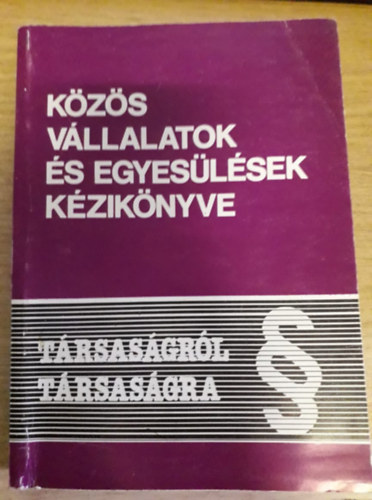 KÖZÖS
VÁLLALATOK
ÉS EGYESÜLÉSEK
KÉZIKÖNYVE
TÁRSASÁGRÓL
TÁRSASÁGRA
§